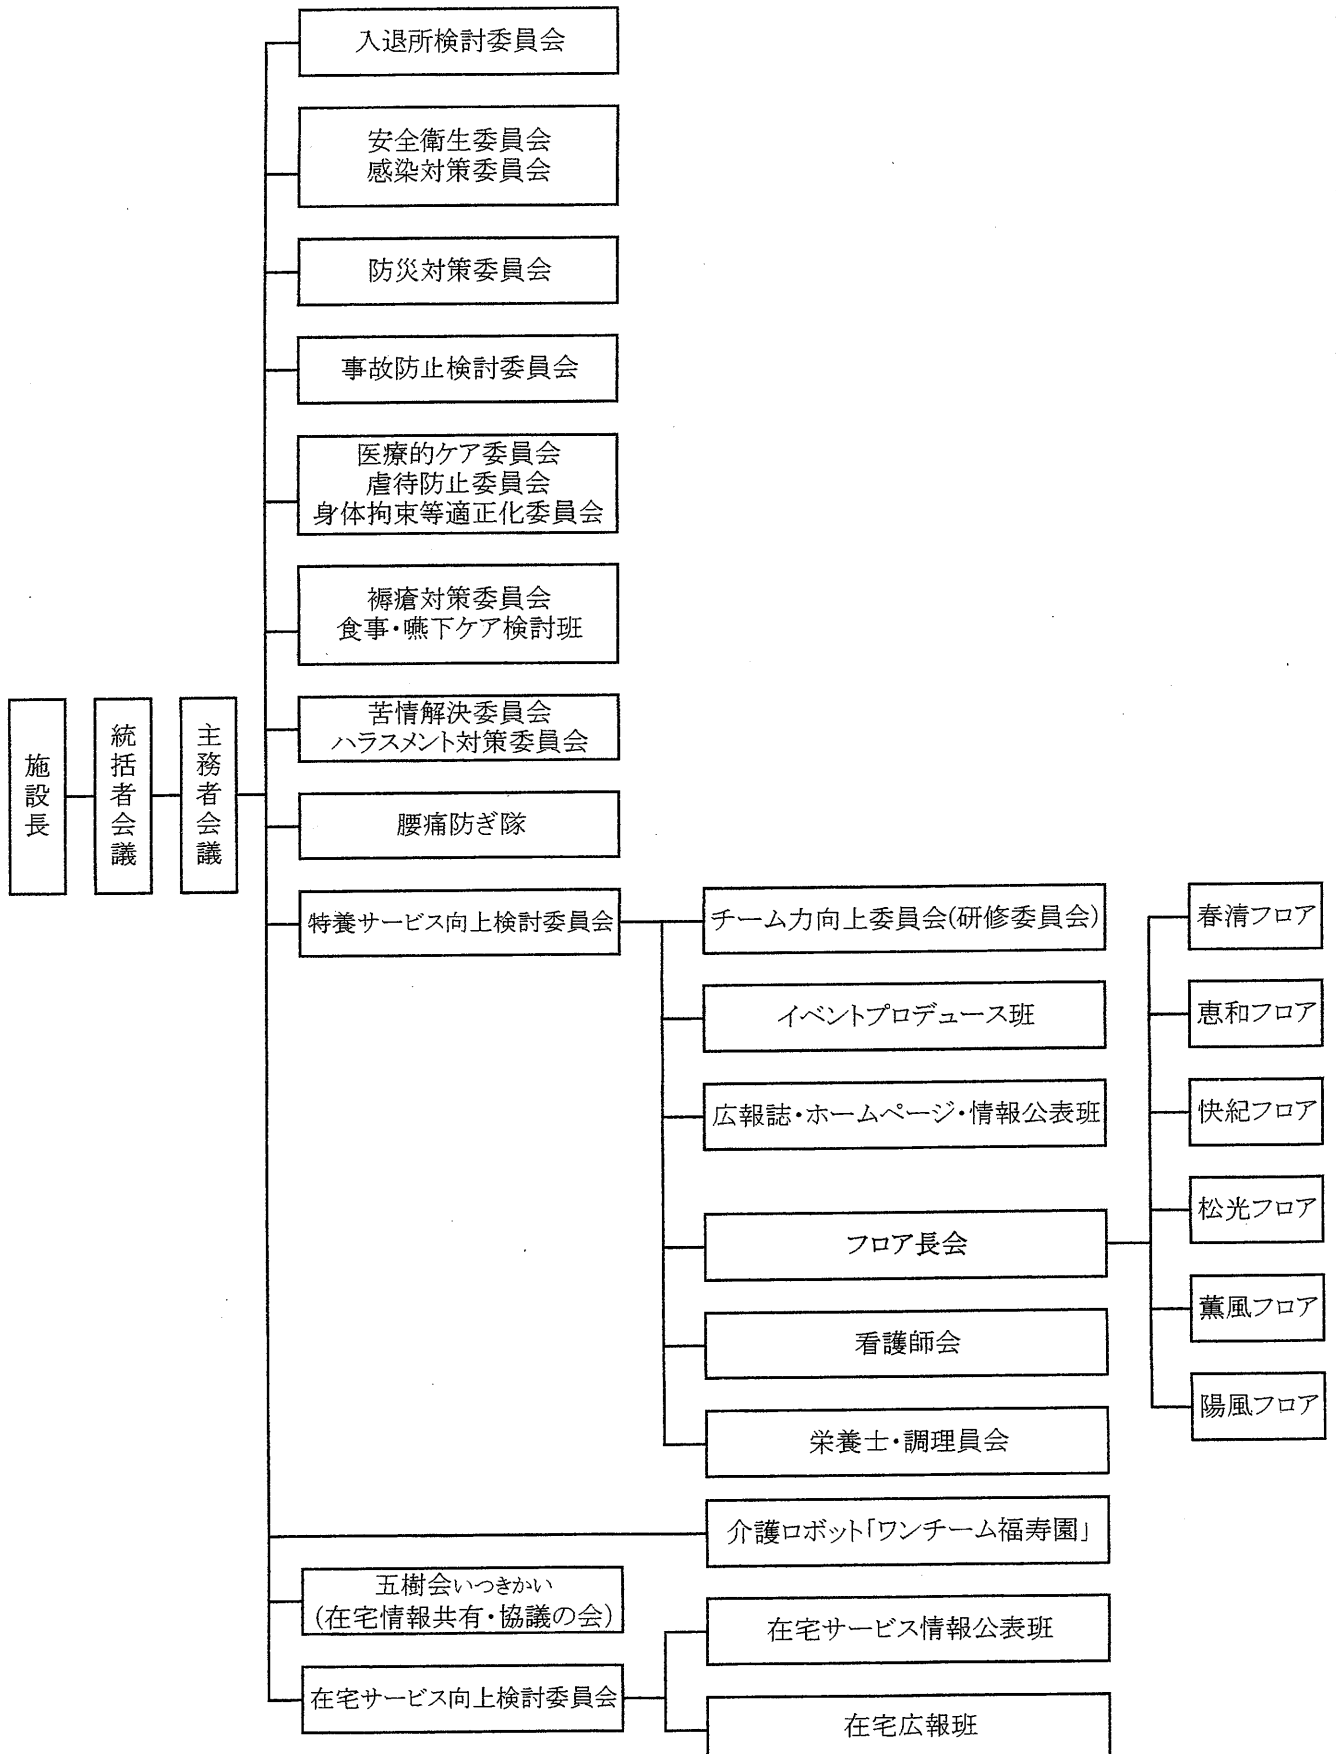 施設長
統括者会議
主務者会議
入退所検討委員会
安全衛生委員会
感染対策委員会
防災対策委員会
事故防止検討委員会
医療的ケア委員会
虐待防止委員会
身体拘束等適正化委員会
褥瘡対策委員会
食事・嚥下ケア検討班
苦情解決委員会
ハラスメント対策委員会
腰痛防ぎ隊
特養サービス向上検討委員会
チーム力向上委員会(研修委員会)
イベントプロデュース班
広報誌・ホームページ・情報公表班
フロア長会
春清フロア
恵和フロア
快紀フロア
松光フロア
薫風フロア
陽風フロア
看護師会
栄養士・調理員会
介護ロボット「ワンチーム福寿園」
五樹会いつきかい
(在宅情報共有・協議の会)
在宅サービス向上検討委員会
在宅サービス情報公表班
在宅広報班